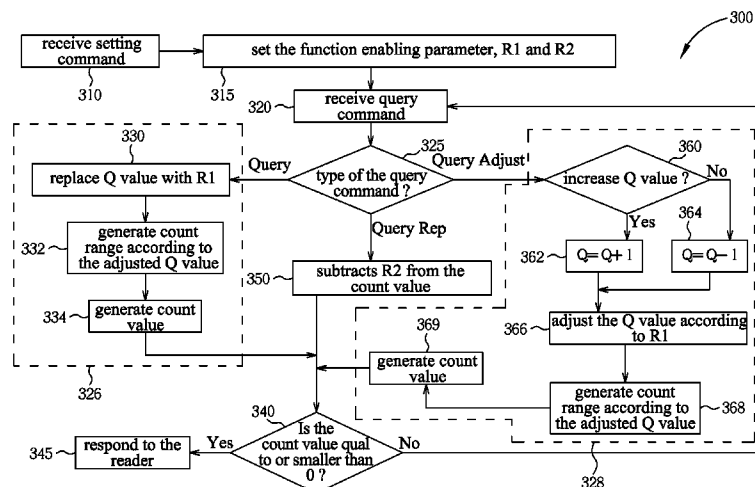 300
receive setting
command
310
set the function enabling parameter, R1 and R2
315
receive query
command
320
325
type of the query
command ?
Query
Query Adjust
Query Rep
330
replace Q value with R1
332
generate count
range according to
the adjusted Q value
334
generate count
value
326
350
subtracts R2 from the
count value
360
increase Q value ?
No
Yes
362
Q=Q+1
364
Q=Q-1
366
adjust the Q value according
to R1
368
generate count
range according to
the adjusted Q value
369
generate count
value
328
340
Is the
count value qual
to or smaller than
0 ?
Yes
No
345
respond to the
reader